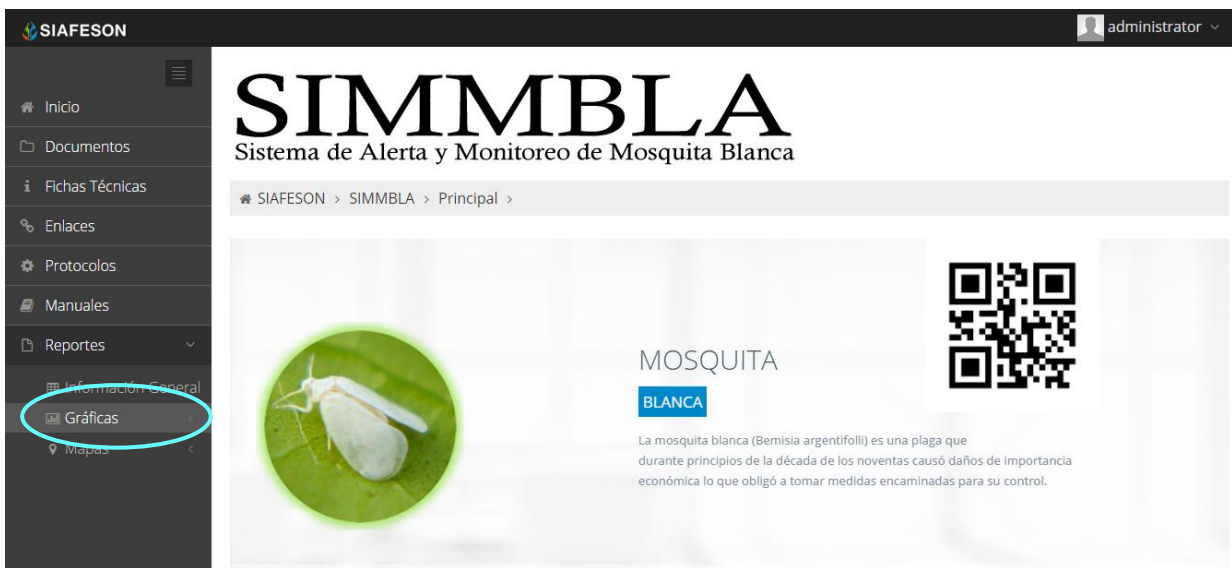 SIAFESON
administrator
Inicio
Documentos
Fichas Técnicas
Enlaces
Protocolos
Manuales
Reportes
Información General
Gráficas
Mapas
SIMMBLA
Sistema de Alerta y Monitoreo de Mosquita Blanca
SIAFESON > SIMMBLA > Principal >
MOSQUITA
BLANCA
La mosquita blanca (Bemisia argentifolli) es una plaga que
durante principios de la década de los noventas causó daños de importancia
económica lo que obligó a tomar medidas encaminadas para su control.